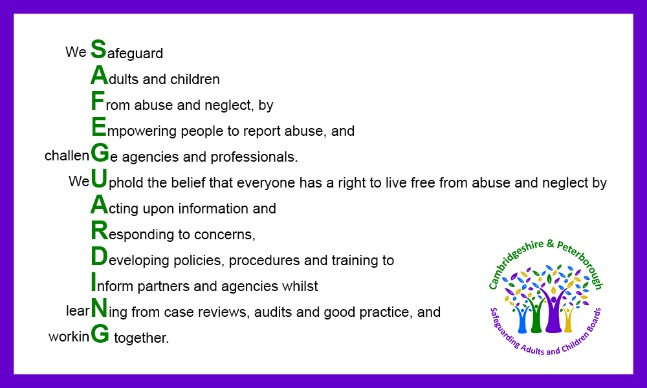 We Safeguard
Adults and children
From abuse and neglect, by
Empowering people to report abuse, and
challenGe agencies and professionals.
We Uphold the belief that everyone has a right to live free from abuse and neglect by
Acting upon information and
Responding to concerns,
Developing policies, procedures and training to
Inform partners and agencies whilst
learNing from case reviews, audits and good practice, and
workinG together.
Cambridgeshire & Peterborough
Safeguarding Adults and Children Boards